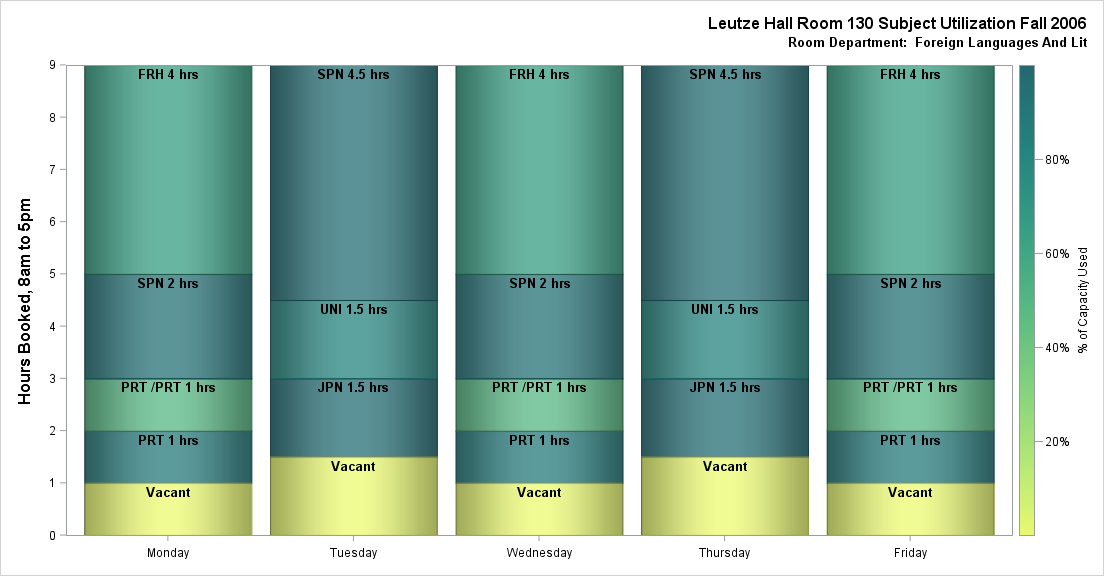 Leutze Hall Room 130 Subject Utilization Fall 2006
Room Department:  Foreign Languages And Lit
Hours Booked, 8am to 5pm
9
8
7
6
5
4
3
2
1
0
FRH 4 hrs
SPN 2 hrs
PRT /PRT 1 hrs
PRT 1 hrs
Vacant
SPN 4.5 hrs
UNI 1.5 hrs
JPN 1.5 hrs
Vacant
FRH 4 hrs
SPN 2 hrs
PRT /PRT 1 hrs
PRT 1 hrs
Vacant
SPN 4.5 hrs
UNI 1.5 hrs
JPN 1.5 hrs
Vacant
FRH 4 hrs
SPN 2 hrs
PRT /PRT 1 hrs
PRT 1 hrs
Vacant
Monday
Tuesday
Wednesday
Thursday
Friday
80%
60%
40%
20%
% of Capacity Used